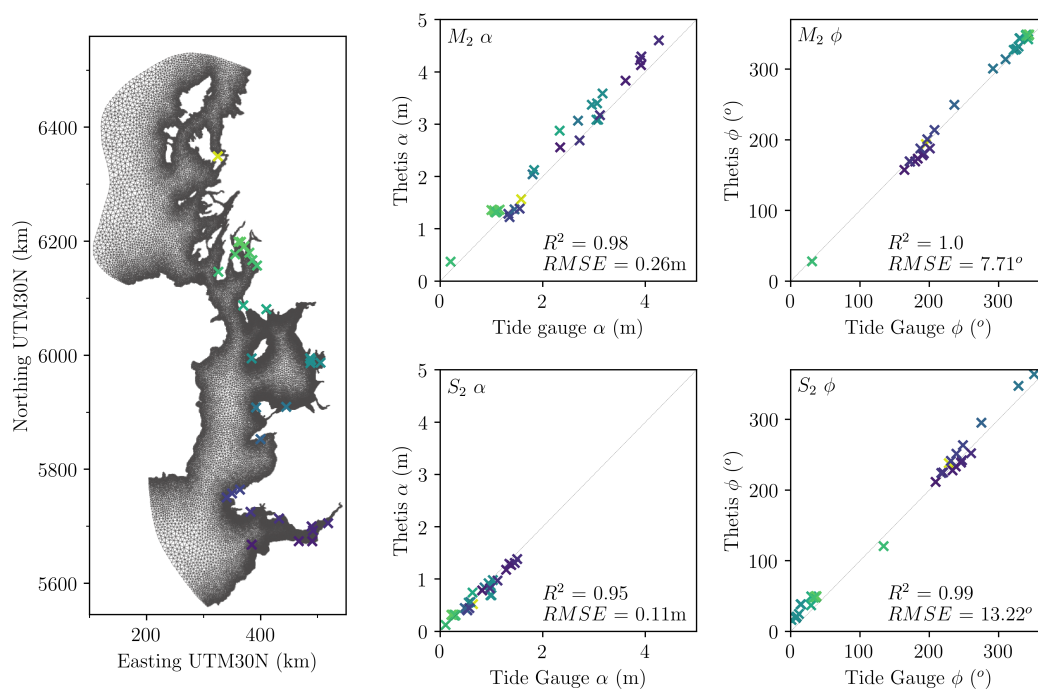 6400
6200
6000
5800
5600
200
400
Northing UTM30N (km)
Easting UTM30N (km)
M₂ α
5
4
3
2
1
0
0
2
4
Thetis α (m)
Tide gauge α (m)
R² = 0.98
RMSE = 0.26m
M₂ ϕ
300
200
100
0
0
100
200
300
Thetis ϕ (°)
Tide Gauge ϕ (°)
R² = 1.0
RMSE = 7.71°
S₂ α
5
4
3
2
1
0
0
2
4
Thetis α (m)
Tide Gauge α (m)
R² = 0.95
RMSE = 0.11m
S₂ ϕ
300
200
100
0
0
100
200
300
Thetis ϕ (°)
Tide Gauge ϕ (°)
R² = 0.99
RMSE = 13.22°